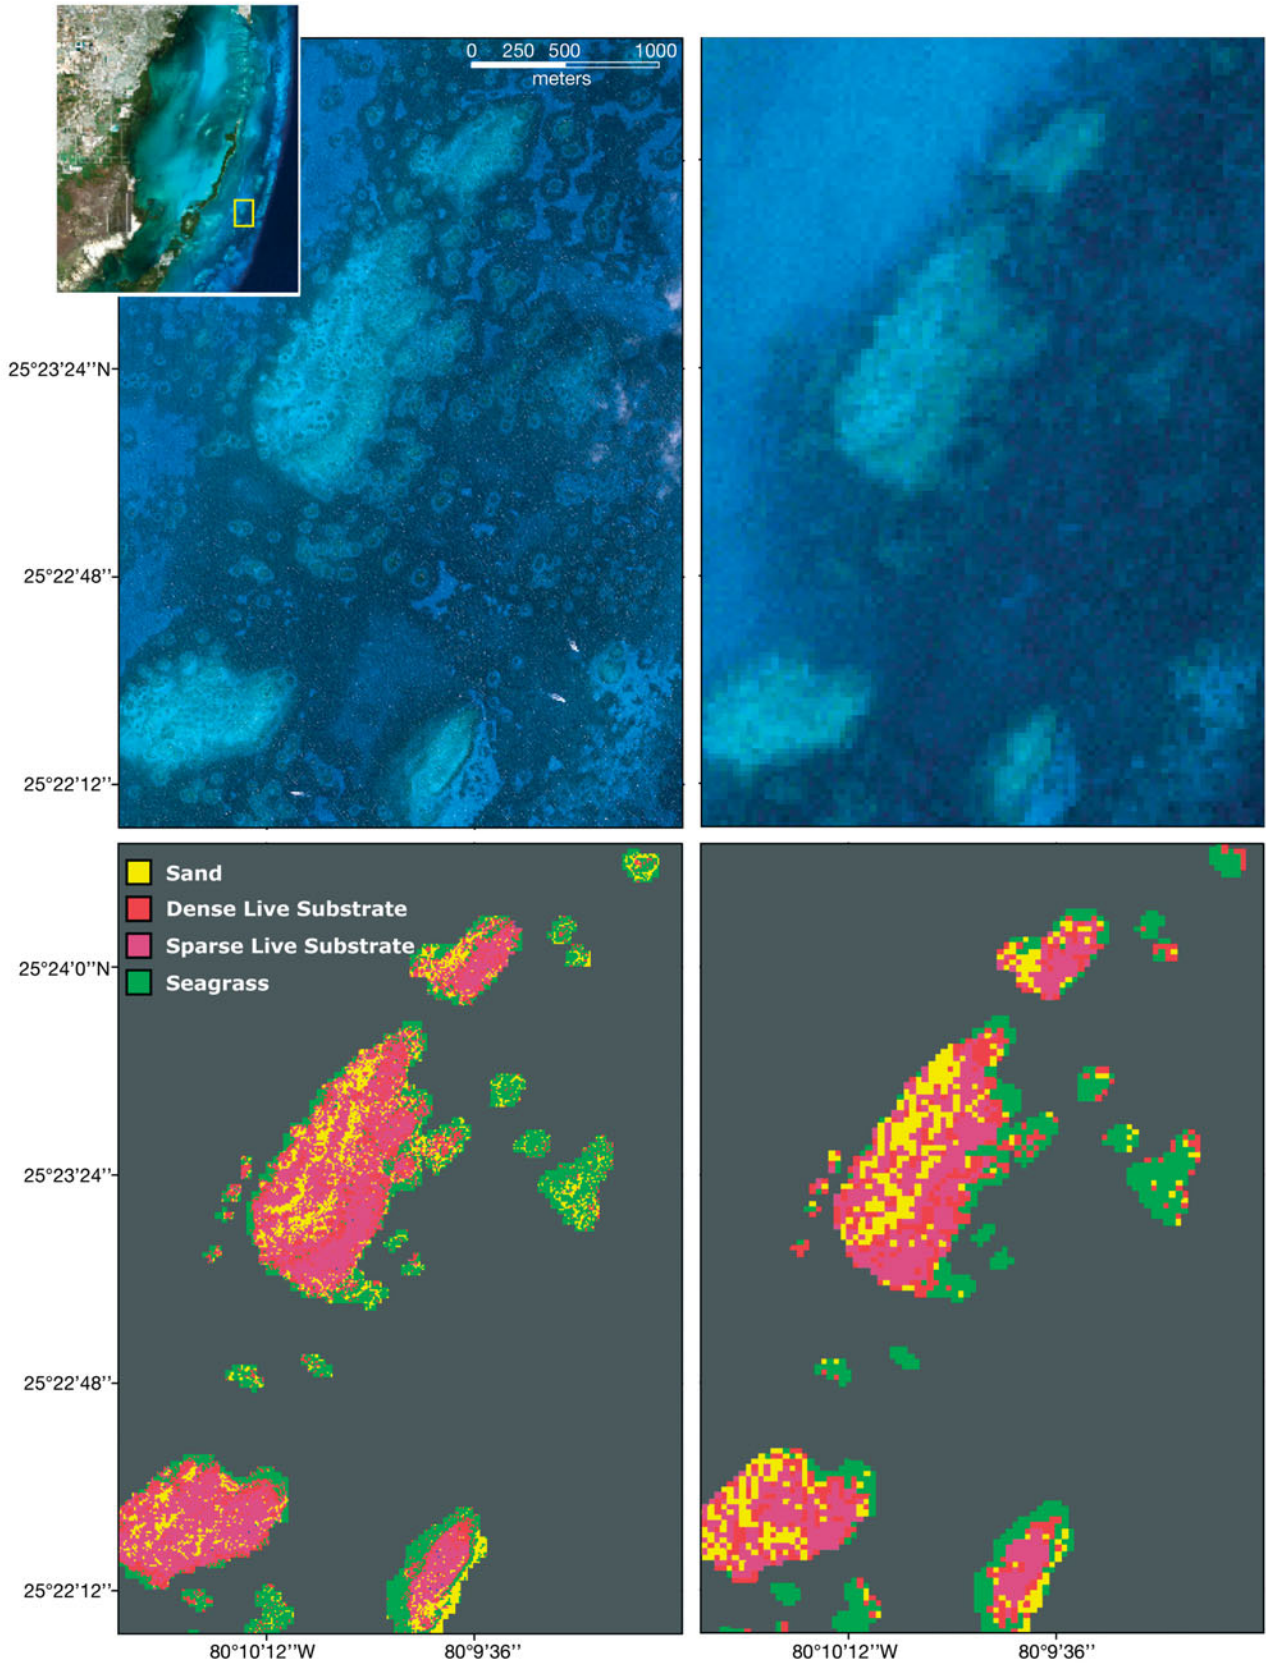 0 250 500 1000
meters
25°23'24"N
25°22'48"
25°22'12"
Sand
Dense Live Substrate
Sparse Live Substrate
Seagrass
25°24'0"N
25°23'24"
25°22'48"
25°22'12"
80°10'12"W 80°9'36"
80°10'12"W 80°9'36"